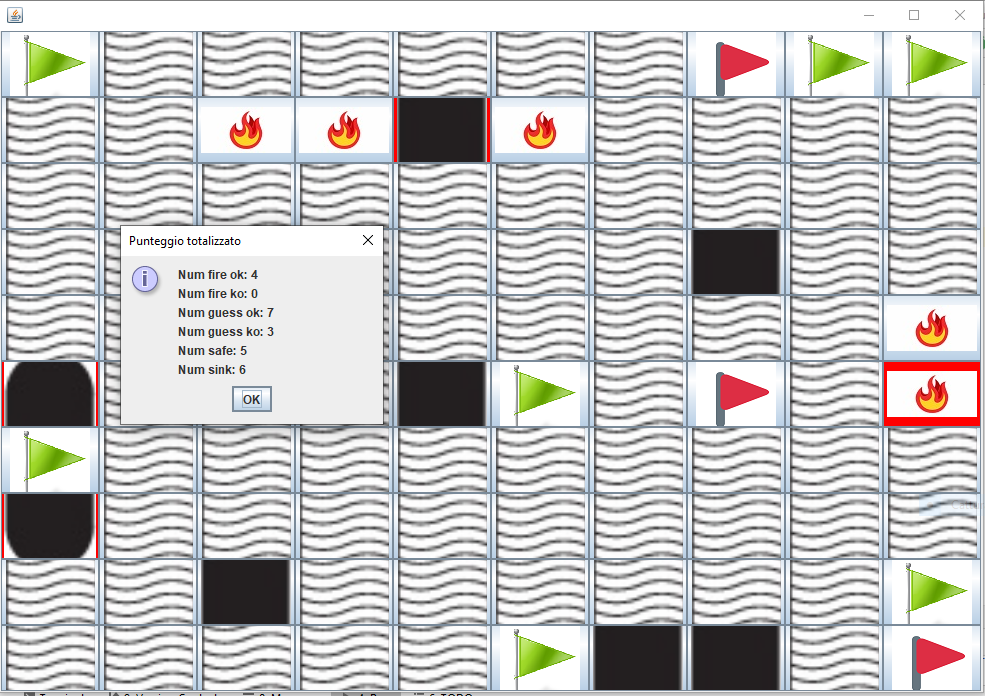 Punteggio totalizzato
Num fire ok: 4
Num fire ko: 0
Num guess ok: 7
Num guess ko: 3
Num safe: 5
Num sink: 6
OK